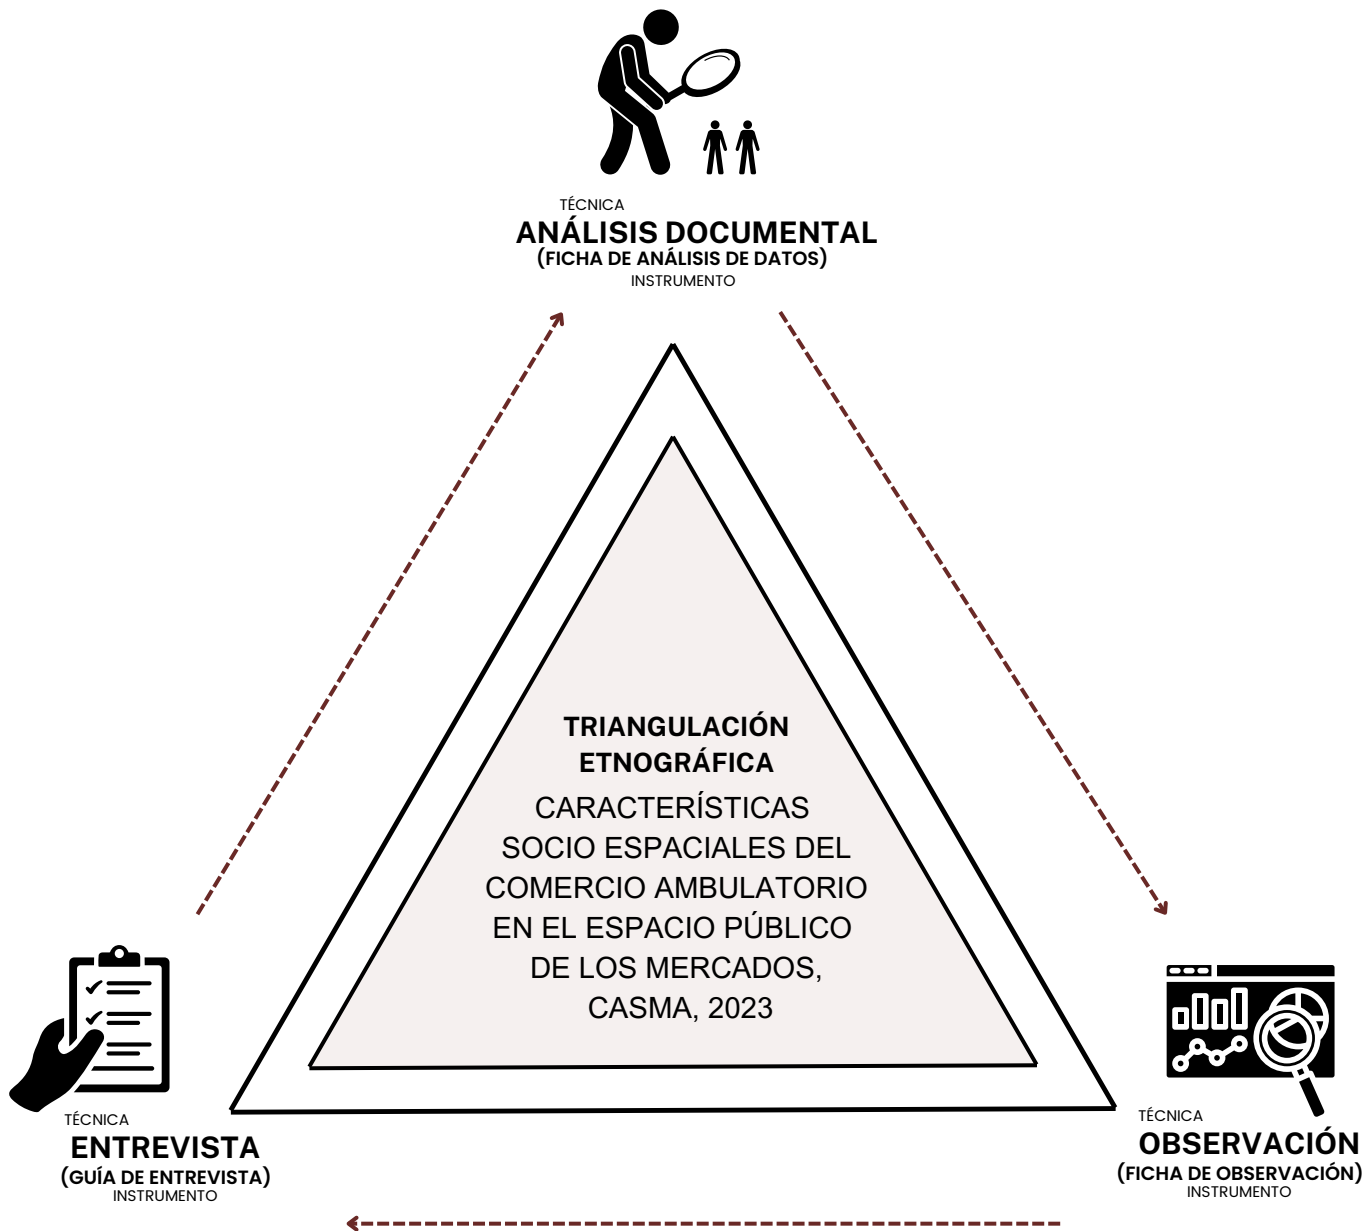 TÉCNICA
ANÁLISIS DOCUMENTAL
(FICHA DE ANÁLISIS DE DATOS)
INSTRUMENTO
TRIANGULACIÓN
ETNOGRÁFICA
CARACTERÍSTICAS
SOCIO ESPACIALES DEL
COMERCIO AMBULATORIO
EN EL ESPACIO PÚBLICO
DE LOS MERCADOS,
CASMA, 2023
TÉCNICA
ENTREVISTA
(GUÍA DE ENTREVISTA)
INSTRUMENTO
TÉCNICA
OBSERVACIÓN
(FICHA DE OBSERVACIÓN)
INSTRUMENTO